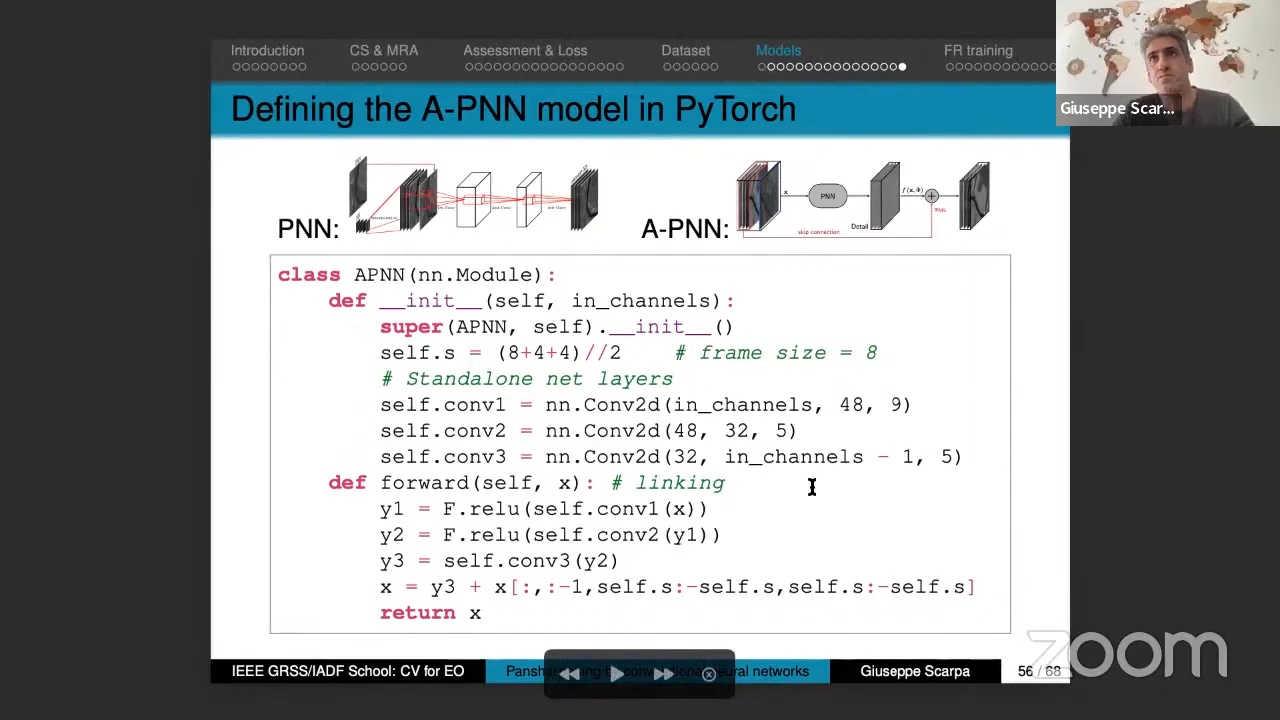 Introduction CS & MRA Assessment & Loss Dataset Models FR training
Giuseppe Scar...
Defining the A-PNN model in PyTorch
PNN:
A-PNN:
x
PNN
f(x, Φ)
+
Detail
skip connection
class APNN(nn.Module):
def __init__(self, in_channels):
super(APNN, self).__init__()
self.s = (8+4+4)//2 # frame size = 8
# Standalone net layers
self.conv1 = nn.Conv2d(in_channels, 48, 9)
self.conv2 = nn.Conv2d(48, 32, 5)
self.conv3 = nn.Conv2d(32, in_channels - 1, 5)
def forward(self, x): # linking
y1 = F.relu(self.conv1(x))
y2 = F.relu(self.conv2(y1))
y3 = self.conv3(y2)
x = y3 + x[:,:-1,self.s:-self.s,self.s:-self.s]
return x
IEEE GRSS/IADF School: CV for EO Giuseppe Scarpa 56 / 68
neural networks
zoom